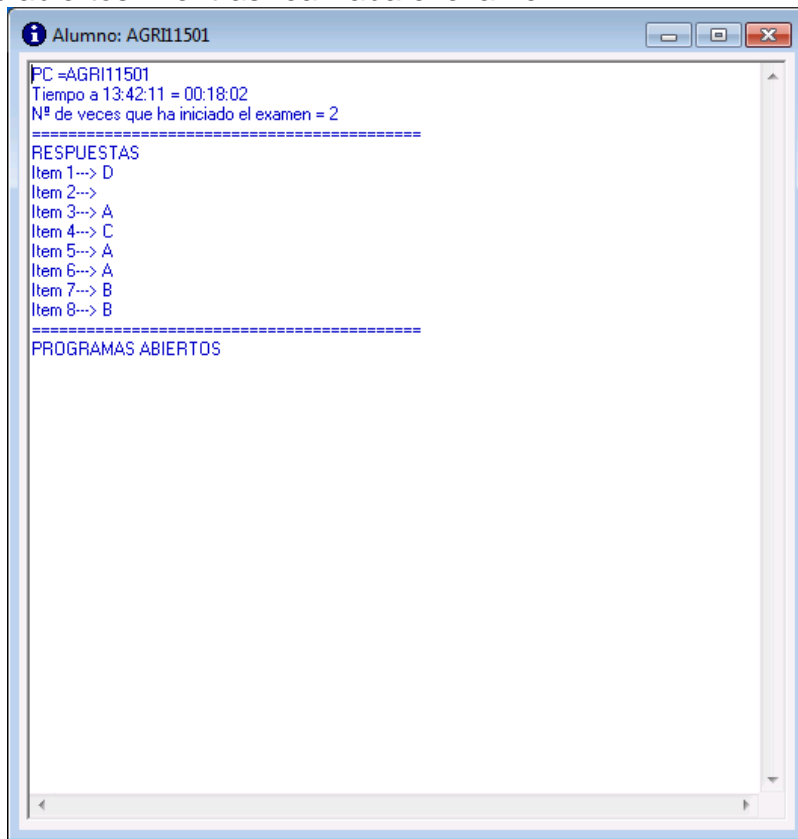 Alumno: AGRI11501
PC =AGRI11501
Tiempo a 13:42:11 = 00:18:02
Nº de veces que ha iniciado el examen = 2
===========================================
RESPUESTAS
Item 1---> D
Item 2--->
Item 3---> A
Item 4---> C
Item 5---> A
Item 6---> A
Item 7---> B
Item 8---> B
===========================================
PROGRAMAS ABIERTOS